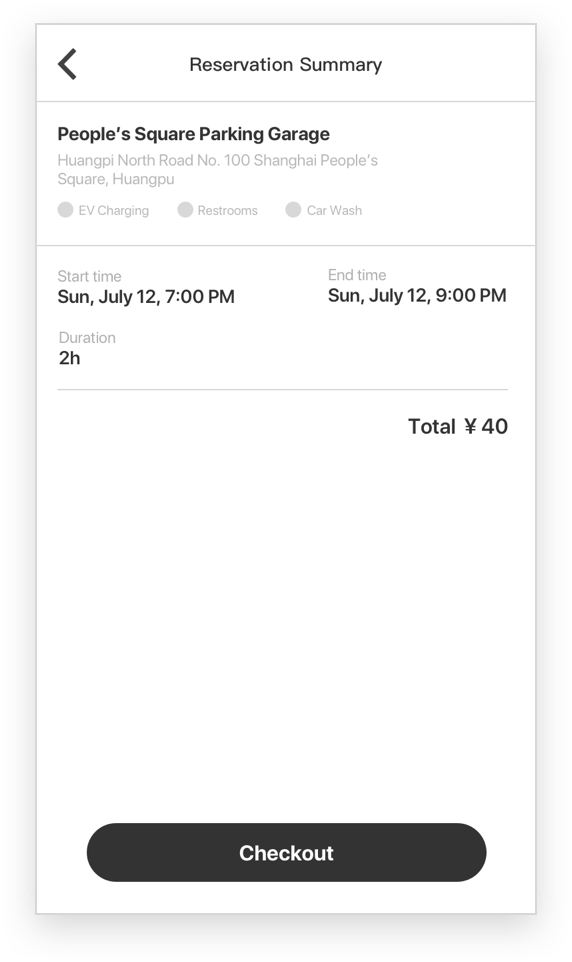 Reservation Summary
People’s Square Parking Garage
Huangpi North Road No. 100 Shanghai People’s
Square, Huangpu
EV Charging Restrooms Car Wash
Start time End time
Sun, July 12, 7:00 PM Sun, July 12, 9:00 PM
Duration
2h
Total ¥ 40
Checkout